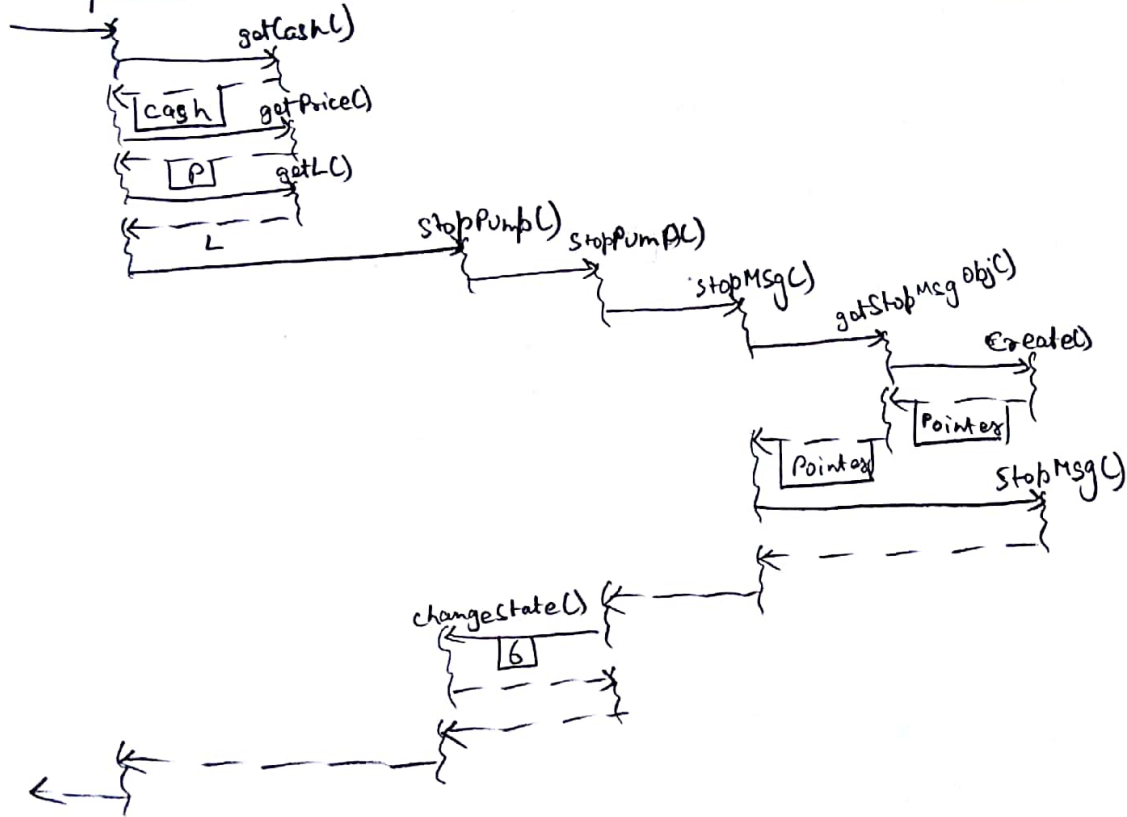 getCash()
cash
getPrice()
P
getL()
L
StopPump()
StopPump()
stopMsg()
getStopMsgObj()
Create()
Pointer
Pointer
StopMsg()
changeState()
6